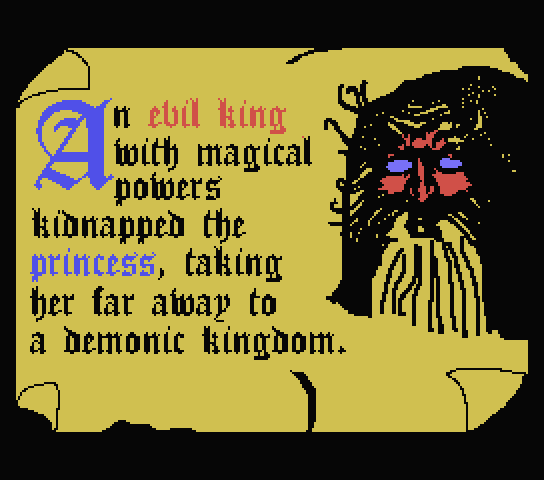 An evil king
with magical
powers
kidnapped the
princess, taking
her far away to
a demonic kingdom.